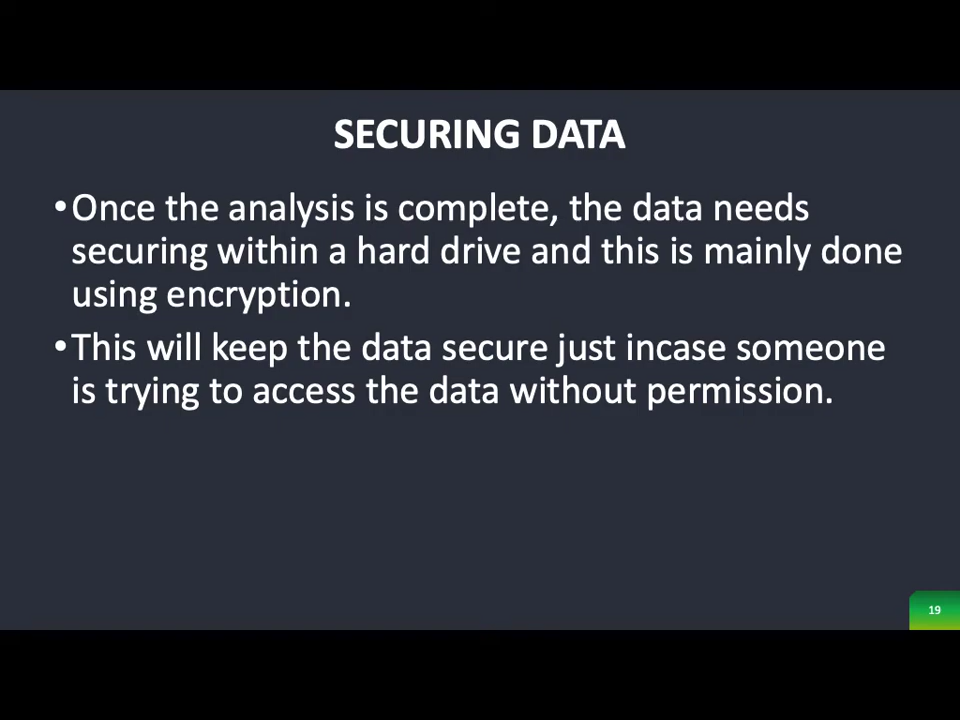 SECURING DATA
•Once the analysis is complete, the data needs
securing within a hard drive and this is mainly done
using encryption.
•This will keep the data secure just incase someone
is trying to access the data without permission.
19